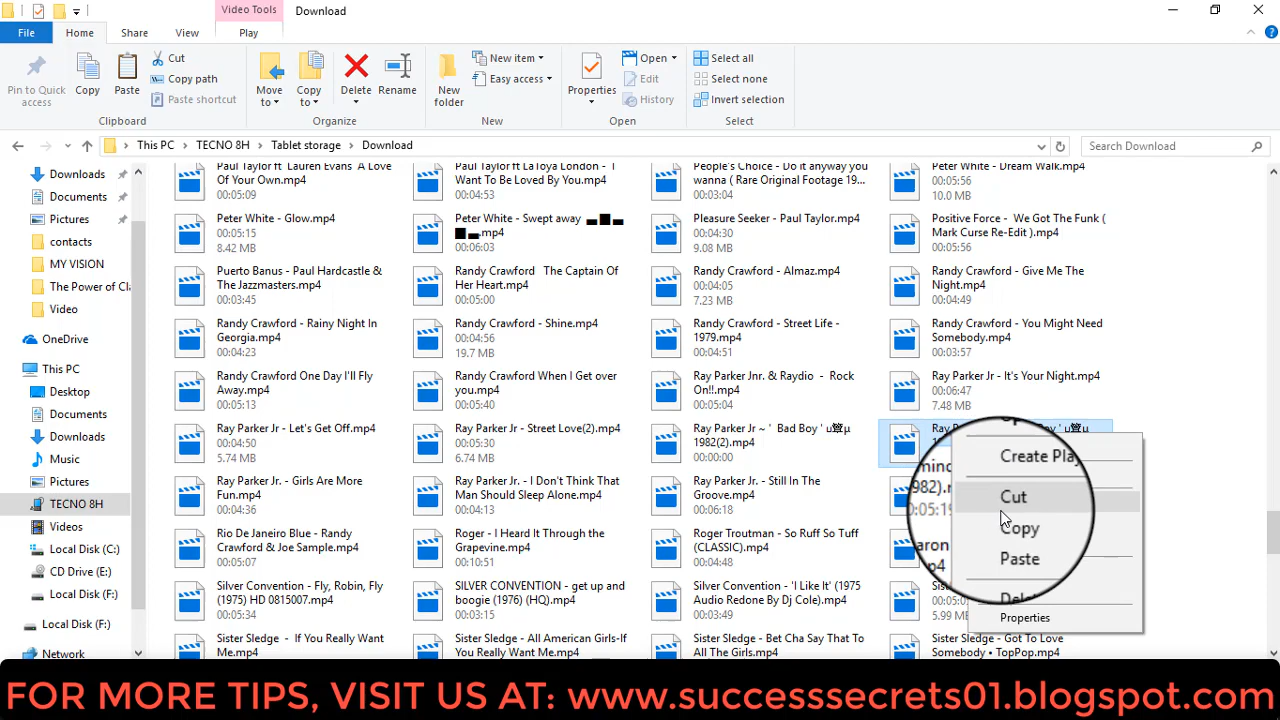 Video Tools
Download
File
Home
Share
View
Play
Pin to Quick access
Copy
Paste
Cut
Copy path
Paste shortcut
Clipboard
Move to
Copy to
Delete
Rename
Organize
New folder
New item
Easy access
New
Properties
Open
Edit
History
Open
Select all
Select none
Invert selection
Select
This PC
TECNO 8H
Tablet storage
Download
Search Download
Downloads
Documents
Pictures
contacts
MY VISION
The Power of Cl
Video
OneDrive
This PC
Desktop
Documents
Downloads
Music
Pictures
TECNO 8H
Videos
Local Disk (C:)
CD Drive (E:)
Local Disk (F:)
Local Disk (F:)
Network
Paul Taylor ft Lauren Evans A Love
Of Your Own.mp4
00:05:09
Paul Taylor ft LaToya London - I
Want To Be Loved By You.mp4
00:04:53
People's Choice - Do it anyway you
wanna ( Rare Original Footage 19...
00:03:04
Peter White - Dream Walk.mp4
00:05:56
10.0 MB
Peter White - Glow.mp4
00:05:15
8.42 MB
Peter White - Swept away
.mp4
00:06:03
Pleasure Seeker - Paul Taylor.mp4
00:04:30
9.08 MB
Positive Force - We Got The Funk (
Mark Curse Re-Edit ).mp4
00:05:56
Puerto Banus - Paul Hardcastle &
The Jazzmasters.mp4
00:03:45
Randy Crawford The Captain Of
Her Heart.mp4
00:05:00
Randy Crawford - Almaz.mp4
00:04:05
7.23 MB
Randy Crawford - Give Me The
Night.mp4
00:04:49
Randy Crawford - Rainy Night In
Georgia.mp4
00:04:23
Randy Crawford - Shine.mp4
00:04:56
19.7 MB
Randy Crawford - Street Life -
1979.mp4
00:04:51
Randy Crawford - You Might Need
Somebody.mp4
00:03:57
Randy Crawford One Day I'll Fly
Away.mp4
00:05:13
Randy Crawford When I Get over
you.mp4
00:05:40
Ray Parker Jnr. & Raydio - Rock
On!!.mp4
00:05:04
Ray Parker Jr - It's Your Night.mp4
00:06:47
7.48 MB
Ray Parker Jr - Let's Get Off.mp4
00:04:50
5.74 MB
Ray Parker Jr - Street Love(2).mp4
00:05:30
6.74 MB
Ray Parker Jr ~ ' Bad Boy '
1982(2).mp4
00:00:00
Ray Parker Jr. - Girls Are More
Fun.mp4
00:04:36
Ray Parker Jr. - I Don't Think That
Man Should Sleep Alone.mp4
00:04:13
Ray Parker Jr. - Still In The
Groove.mp4
00:06:18
Create Play
Cut
Copy
Paste
Properties
Rio De Janeiro Blue - Randy
Crawford & Joe Sample.mp4
00:05:13
Roger - I Heard It Through the
Grapevine.mp4
00:10:51
Roger Troutman - So Ruff So Tuff
(CLASSIC).mp4
00:04:48
Silver Convention - Fly, Robin, Fly
(1975) HD 0815007.mp4
00:03:49
SILVER CONVENTION - get up and
boogie (1976) (HQ).mp4
00:03:15
Silver Convention - 'I Like It' (1975
Audio Redone By Dj Cole).mp4
00:03:49
5.99 MB
Sister Sledge - If You Really Want
Me.mp4
Sister Sledge - All American Girls-If
You Really Want Me.mp4
Sister Sledge - Bet Cha Say That To
All The Girls.mp4
Sister Sledge - Got To Love
Somebody • TopPop.mp4
FOR MORE TIPS, VISIT US AT: www.successsecrets01.blogspot.com